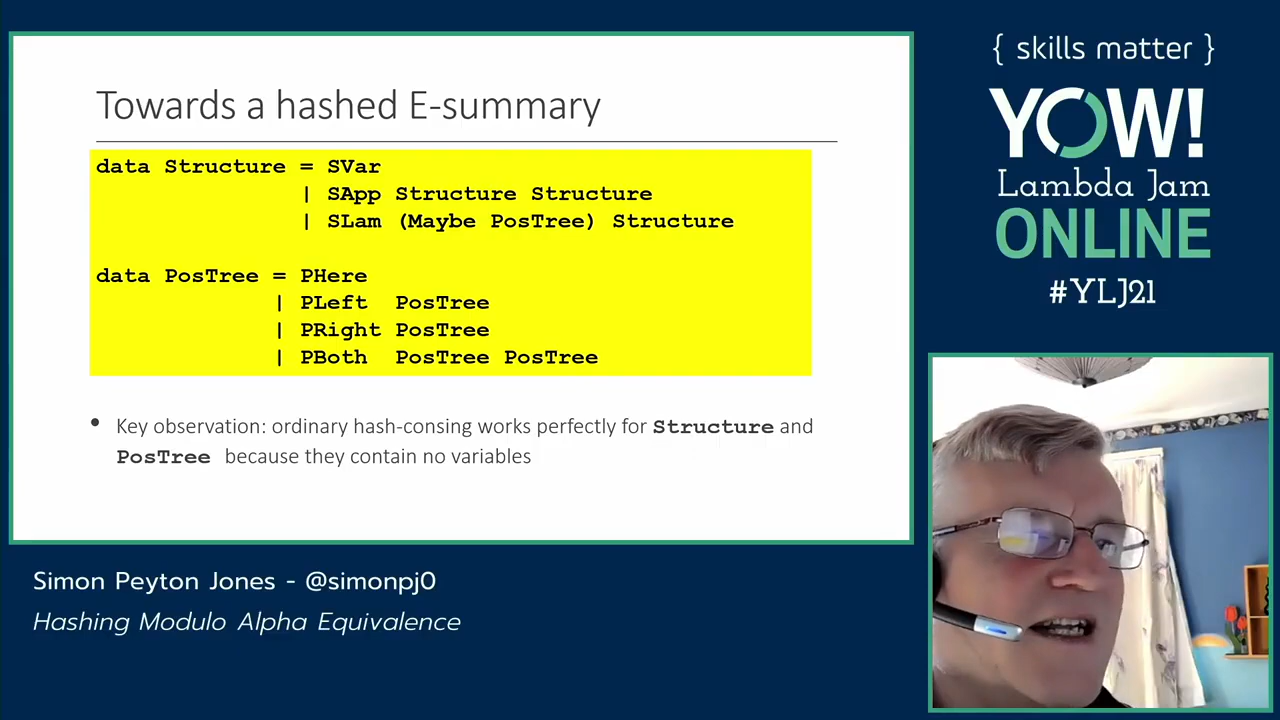 Towards a hashed E-summary
data Structure = SVar
| SApp Structure Structure
| SLam (Maybe PosTree) Structure
data PosTree = PHere
| PLeft PosTree
| PRight PosTree
| PBoth PosTree PosTree
• Key observation: ordinary hash-consing works perfectly for Structure and
PosTree because they contain no variables
{ skills matter }
YOW!
Lambda Jam
ONLINE
#YLJ21
Simon Peyton Jones - @simonpj0
Hashing Modulo Alpha Equivalence